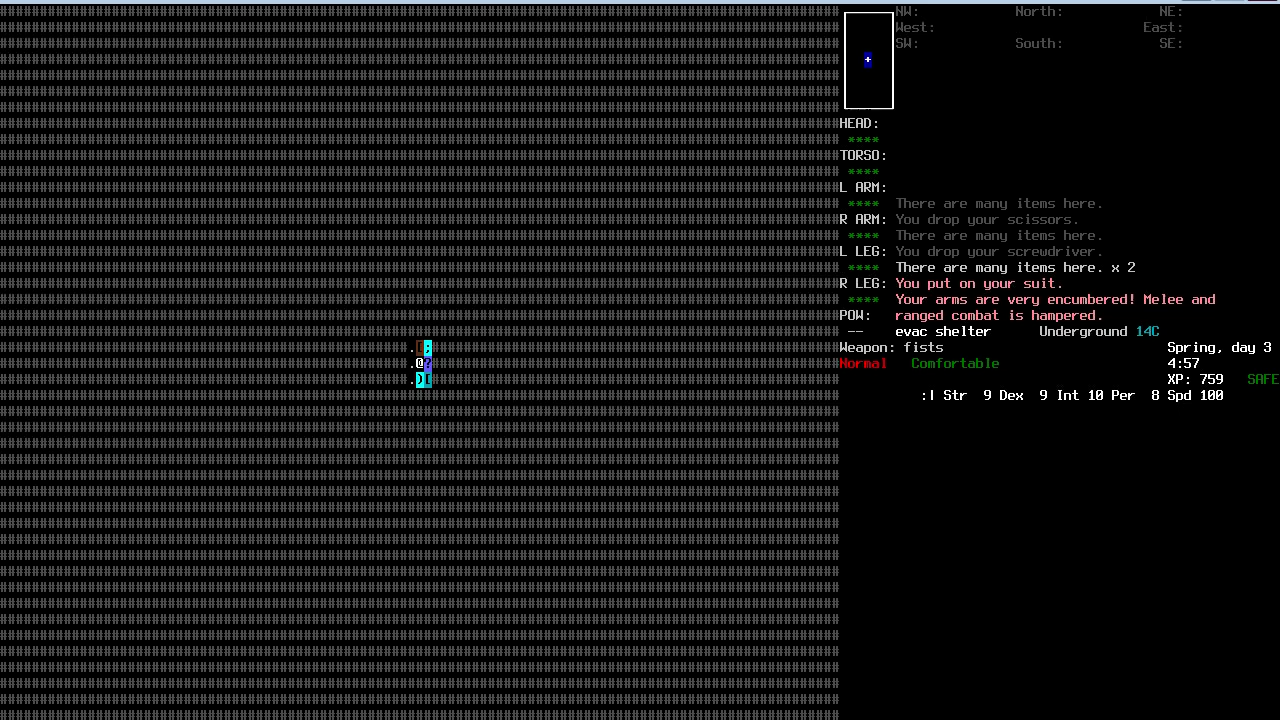 NW: North: NE:
West: East:
SW: South: SE:
+
HEAD:
****
TORSO:
****
L ARM:
**** There are many items here.
R ARM: You drop your scissors.
**** There are many items here.
L LEG: You drop your screwdriver.
**** There are many items here. x 2
R LEG: You put on your suit.
**** Your arms are very encumbered! Melee and
POW: ranged combat is hampered.
-- evac shelter Underground 14C
Weapon: fists Spring, day 3
Normal Comfortable 4:57
XP: 759 SAFE
:| Str 9 Dex 9 Int 10 Per 8 Spd 100
.[;
.@?
.)[